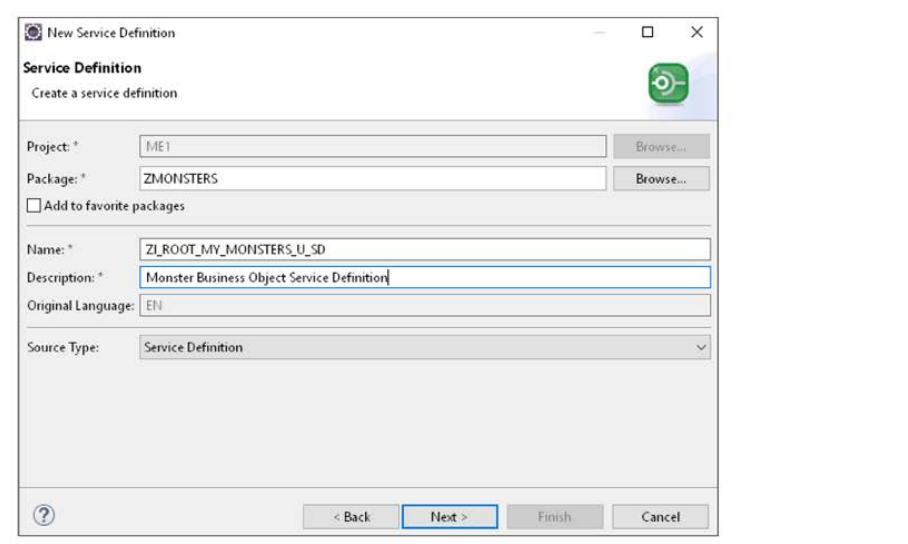 New Service Definition
Service Definition
Create a service definition
Project: * ME1 Browse...
Package: * ZMONSTERS Browse...
Add to favorite packages
Name: * ZI_ROOT_MY_MONSTERS_U_SD
Description: * Monster Business Object Service Definition
Original Language: EN
Source Type: Service Definition
? < Back Next > Finish Cancel